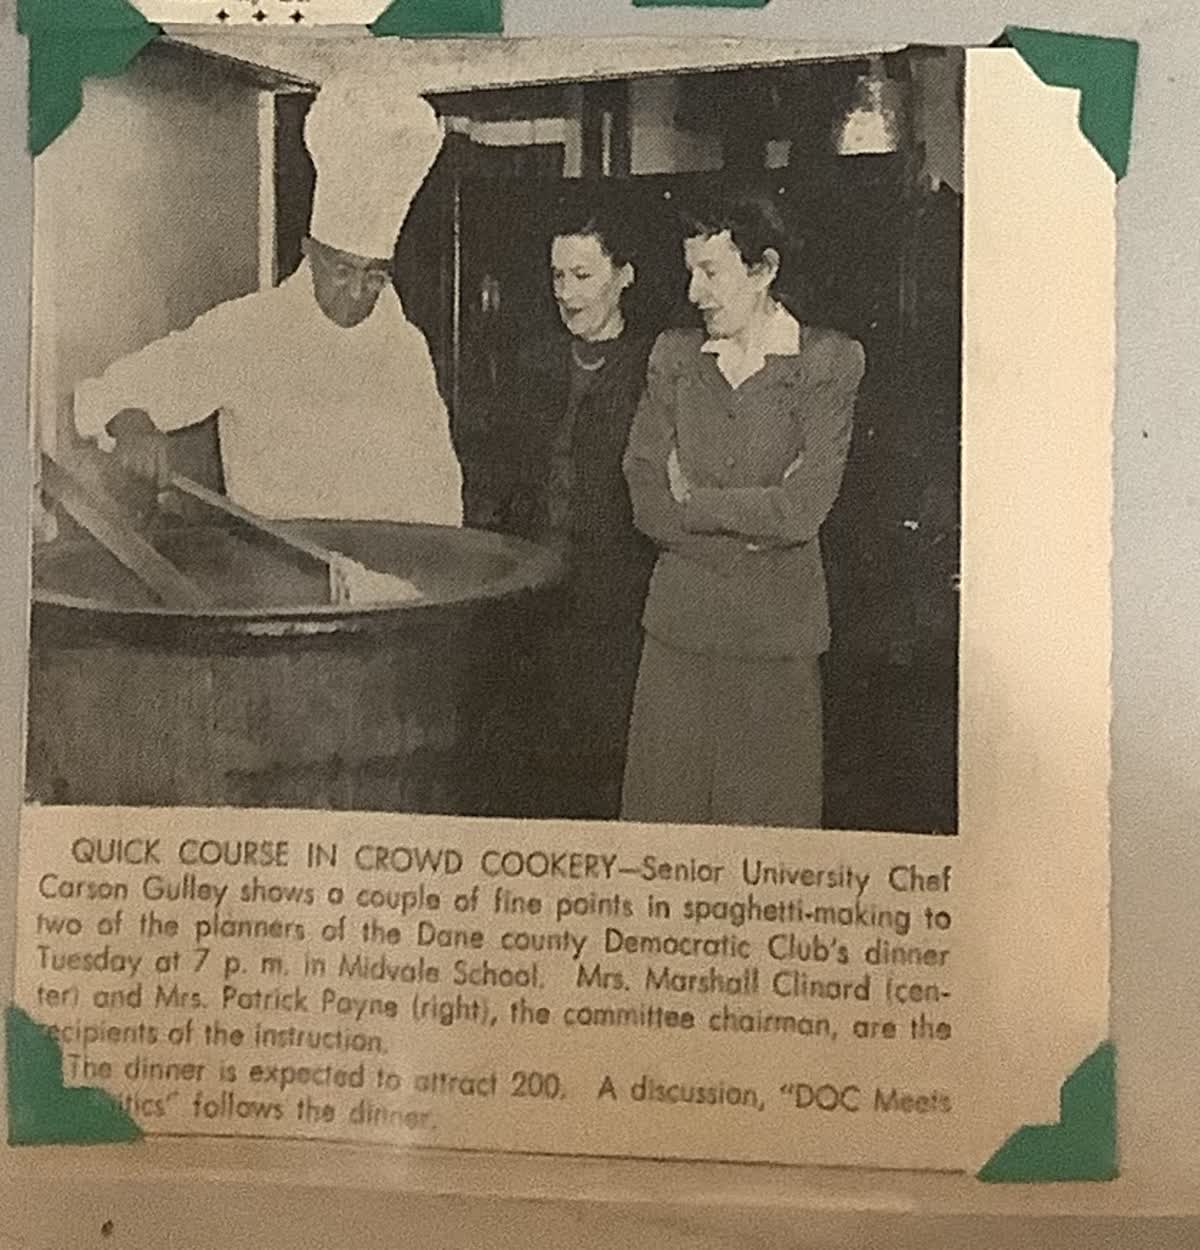 QUICK COURSE IN CROWD COOKERY—Senior University Chef
Carson Gulley shows a couple of fine points in spaghetti-making to
two of the planners of the Dane county Democratic Club's dinner
Tuesday at 7 p. m. in Midvale School. Mrs. Marshall Clinard (cen-
ter) and Mrs. Patrick Payne (right), the committee chairman, are the
ecipients of the instruction.
The dinner is expected to attract 200. A discussion, "DOC Meets
itics" follows the dinner.